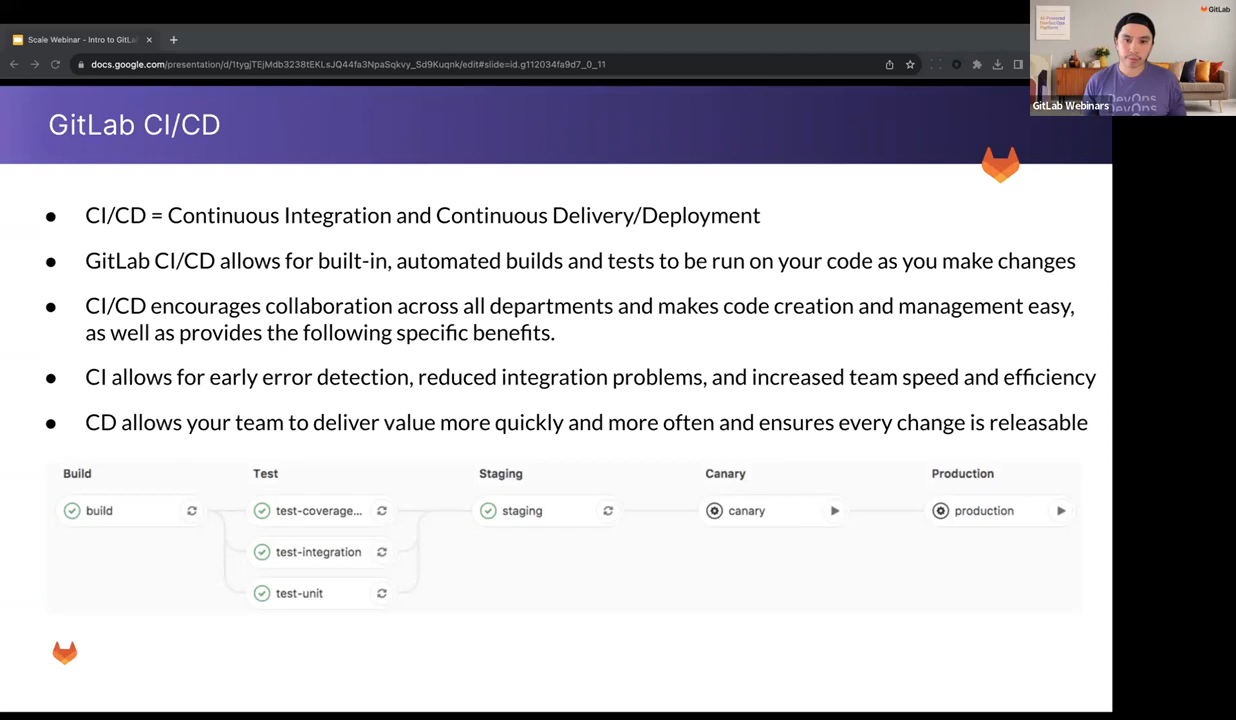 Scale Webinar - Intro to GitLa
docs.google.com/presentation/d/1tygjTEjMdb3238tEKLsJQ44fa3NpaSqkvy_Sd9Kuqnk/edit#slide=id.g112034fa9d7_0_11
GitLab
AI-Powered
DevSecOps
Platform
DevOps
DevOps
GitLab Webinars
GitLab CI/CD
● CI/CD = Continuous Integration and Continuous Delivery/Deployment
● GitLab CI/CD allows for built-in, automated builds and tests to be run on your code as you make changes
● CI/CD encourages collaboration across all departments and makes code creation and management easy,
as well as provides the following specific benefits.
● CI allows for early error detection, reduced integration problems, and increased team speed and efficiency
● CD allows your team to deliver value more quickly and more often and ensures every change is releasable
Build Test Staging Canary Production
build test-coverage... staging canary production
test-integration
test-unit